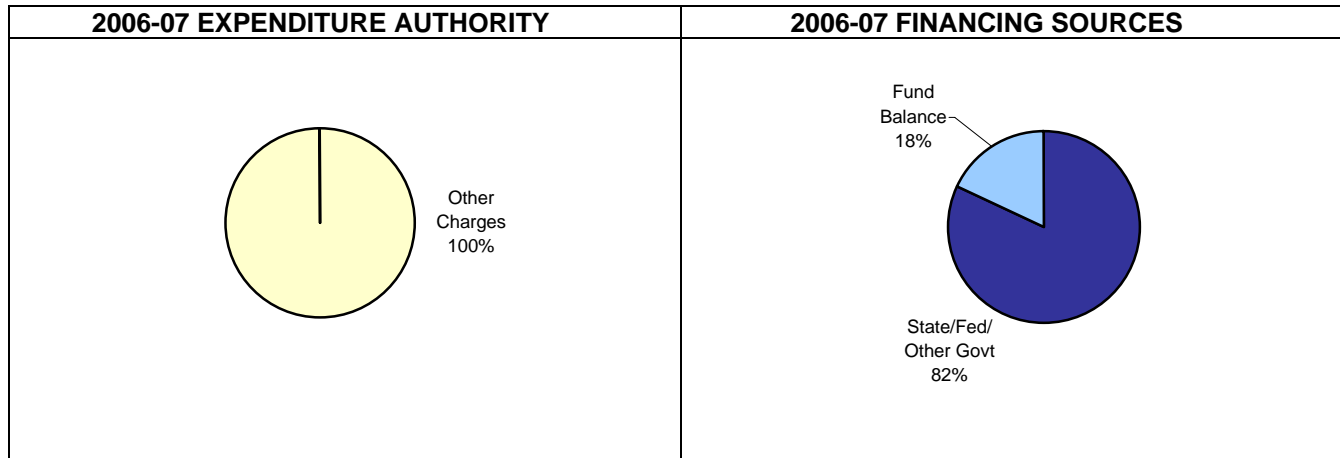 2006-07 EXPENDITURE AUTHORITY
Other
Charges
100%
2006-07 FINANCING SOURCES
Fund
Balance
18%
State/Fed/
Other Govt
82%